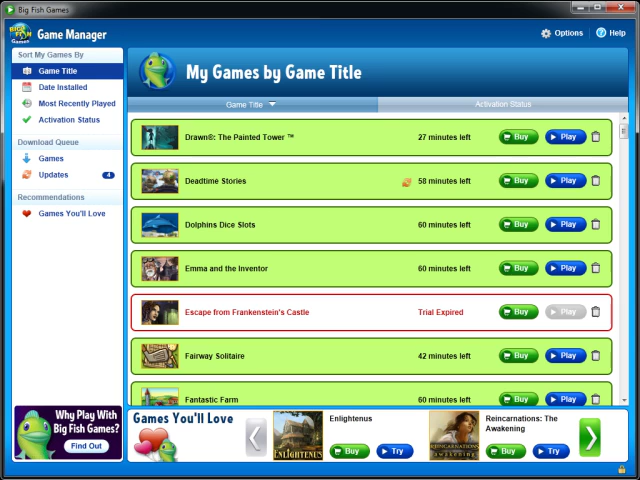 Big Fish Games
BIG FISH
Games
Game Manager
Options
Help
Sort My Games By
Game Title
Date Installed
Most Recently Played
Activation Status
Download Queue
Games
Updates 4
Recommendations
Games You'll Love
My Games by Game Title
Game Title
Activation Status
Drawn®: The Painted Tower ™ 27 minutes left Buy Play
Deadtime Stories 58 minutes left Buy Play
Dolphins Dice Slots 60 minutes left Buy Play
Emma and the Inventor 60 minutes left Buy Play
Escape from Frankenstein's Castle Trial Expired Buy Play
Fairway Solitaire 42 minutes left Buy Play
Fantastic Farm 60 minutes left Buy Play
Why Play With
Big Fish Games?
Find Out
Games You'll Love
ENLIGHTENUS
Enlightenus
Buy Try
REINCARNATIONS
Awakening
Reincarnations: The
Awakening
Buy Try